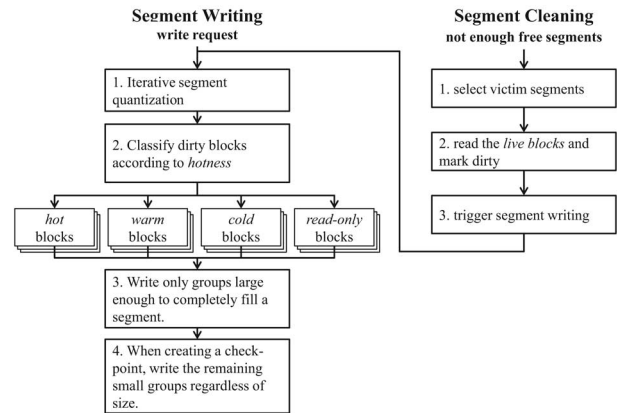 Segment Writing
write request
1. Iterative segment
quantization
2. Classify dirty blocks
according to hotness
hot
blocks
warm
blocks
cold
blocks
read-only
blocks
3. Write only groups large
enough to completely fill a
segment.
4. When creating a check-
point, write the remaining
small groups regardless of
size.
Segment Cleaning
not enough free segments
1. select victim segments
2. read the live blocks and
mark dirty
3. trigger segment writing